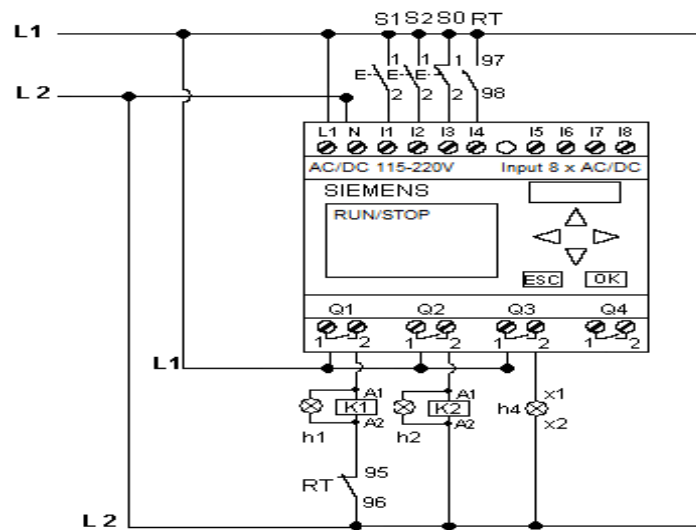 S1 S2 S0 RT
L1
1 1 1 97
E E E
2 2 2 98
L 2
L1 N I1 I2 I3 I4 I5 I6 I7 I8
AC/DC 115-220V Input 8 x AC/DC
SIEMENS
RUN/STOP
ESC OK
Q1 Q2 Q3 Q4
1 2 1 2 1 2 1 2
L1
A1 A1 x1
K1 K2 h4
A2 A2 x2
h1 h2
95
RT
96
L 2